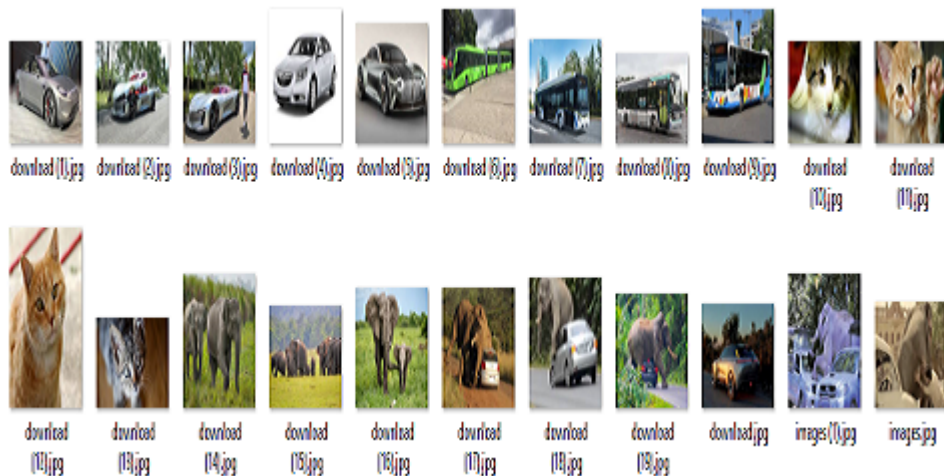 download (1).jpg download (2).jpg download (3).jpg download (4).jpg download (5).jpg download (6).jpg download (7).jpg download (8).jpg download (9).jpg download download
(10).jpg (11).jpg
download download download download download download download download download.jpg images (1).jpg images.jpg
(12).jpg (13).jpg (14).jpg (15).jpg (16).jpg (17).jpg (18).jpg (19).jpg